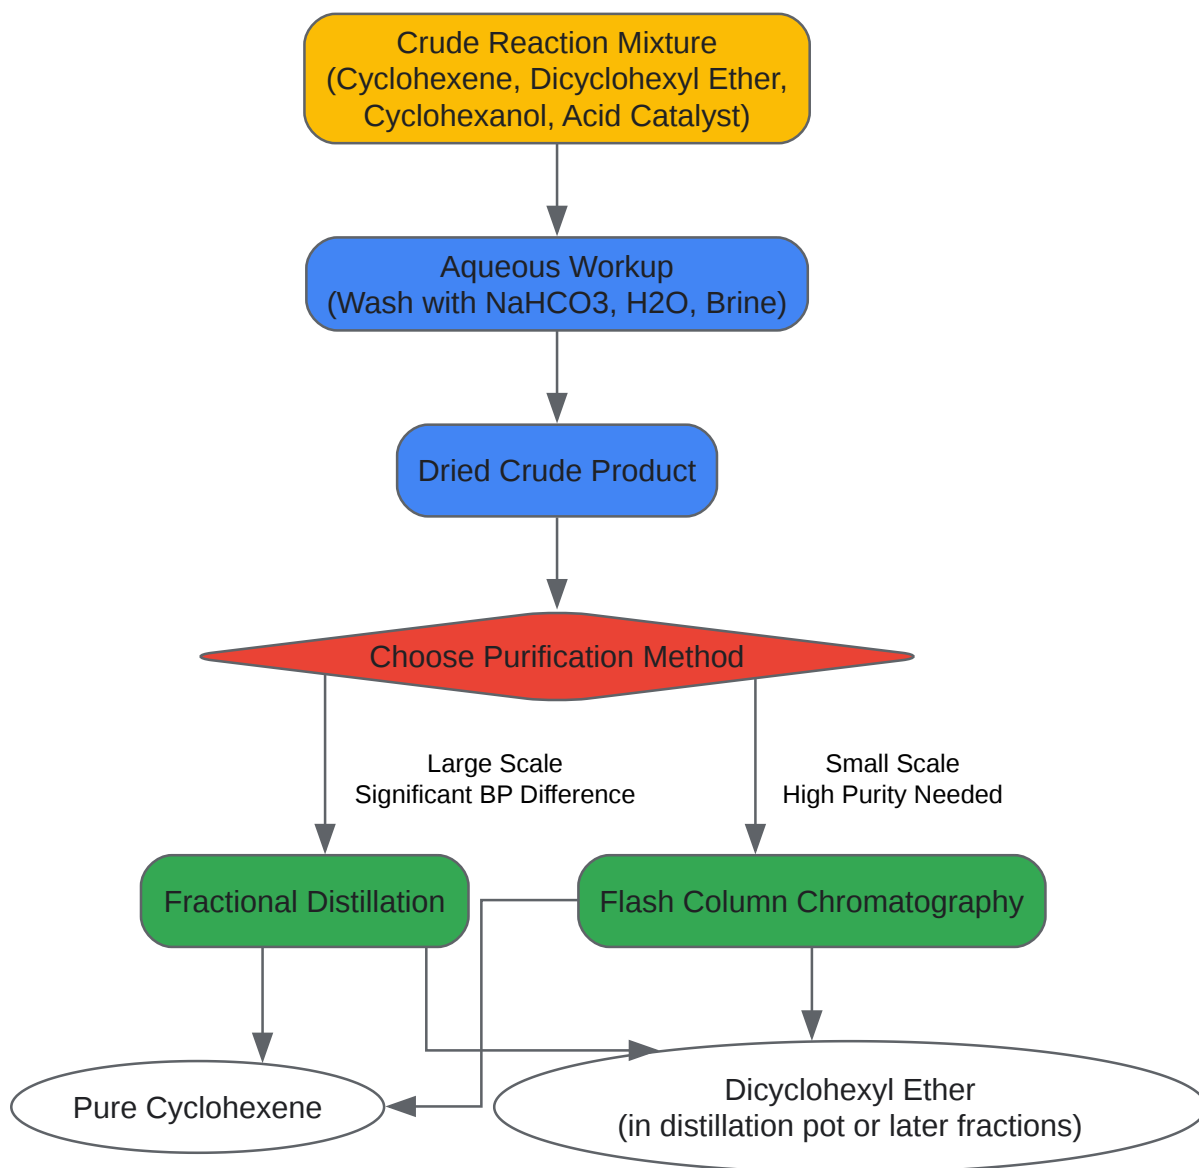 Crude Reaction Mixture
(Cyclohexene, Dicyclohexyl Ether,
Cyclohexanol, Acid Catalyst)
Aqueous Workup
(Wash with NaHCO3, H2O, Brine)
Dried Crude Product
Choose Purification Method
Large Scale
Significant BP Difference
Small Scale
High Purity Needed
Fractional Distillation
Flash Column Chromatography
Pure Cyclohexene
Dicyclohexyl Ether
(in distillation pot or later fractions)